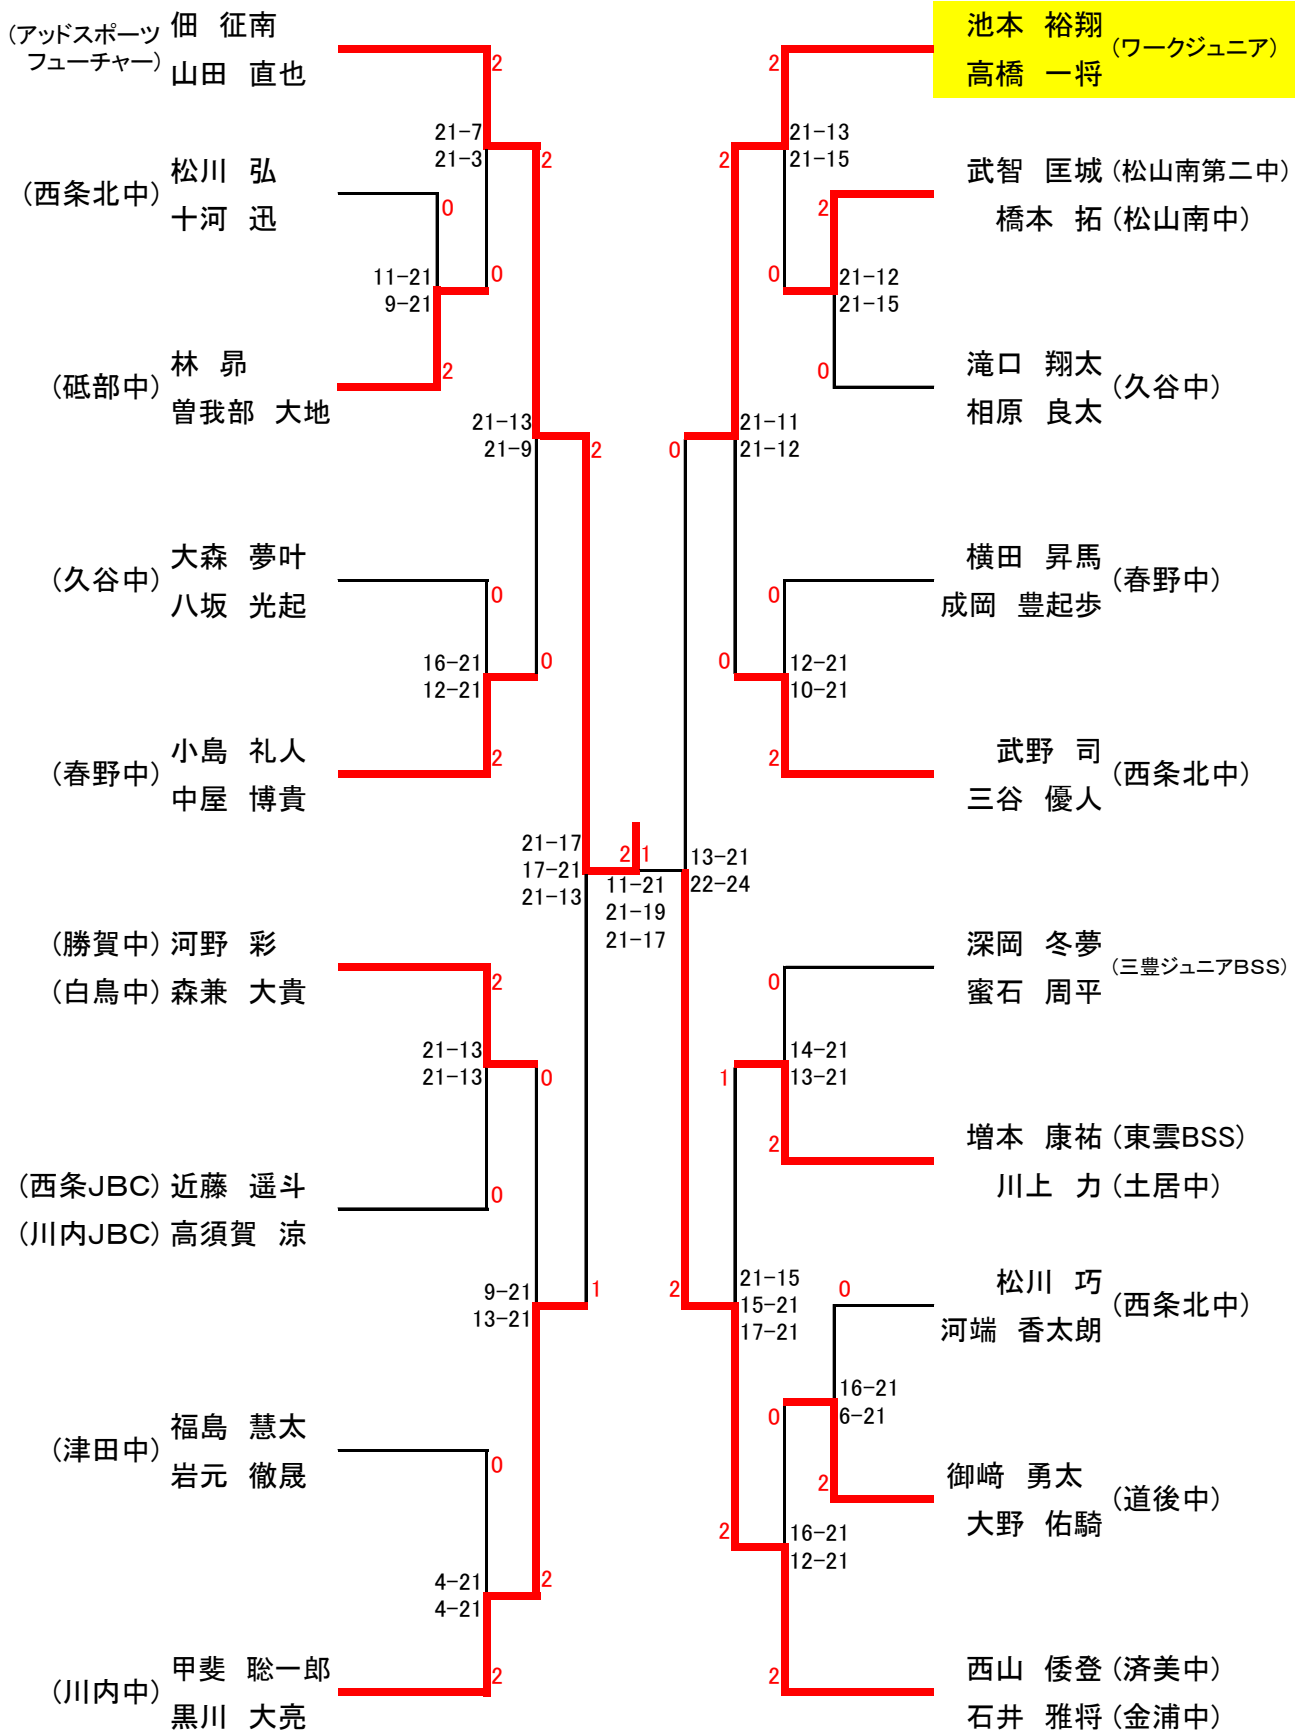 (アッドスポーツ
フューチャー)
佃 征南
山田 直也
2
21-7
21-3
2
(西条北中)
松川 弘
十河 迅
0
11-21
9-21
0
(砥部中)
林 昴
曽我部 大地
2
21-13
21-9
2
(久谷中)
大森 夢叶
八坂 光起
0
16-21
12-21
0
(春野中)
小島 礼人
中屋 博貴
2
21-17
17-21
21-13
2 1
11-21
21-19
21-17
(勝賀中) 河野 彩
(白鳥中) 森兼 大貴
2
21-13
21-13
0
(西条JBC) 近藤 遥斗
(川内JBC) 高須賀 涼
0
9-21
13-21
1
(津田中)
福島 慧太
岩元 徹晟
0
4-21
4-21
2
(川内中)
甲斐 聡一郎
黒川 大亮
2
池本 裕翔
高橋 一将
(ワークジュニア)
2
21-13
21-15
2
武智 匡城 (松山南第二中)
橋本 拓 (松山南中)
2
0
21-12
21-15
滝口 翔太
相原 良太
(久谷中)
0
21-11
21-12
0
横田 昇馬
成岡 豊起歩
(春野中)
0
12-21
10-21
0
武野 司
三谷 優人
(西条北中)
2
13-21
22-24
深岡 冬夢
蜜石 周平
(三豊ジュニアBSS)
0
14-21
13-21
1
増本 康祐 (東雲BSS)
川上 力 (土居中)
2
21-15
15-21
17-21
2
松川 巧
河端 香太朗
(西条北中)
0
16-21
6-21
0
御﨑 勇太
大野 佑騎
(道後中)
2
16-21
12-21
2
西山 倭登 (済美中)
石井 雅将 (金浦中)
2